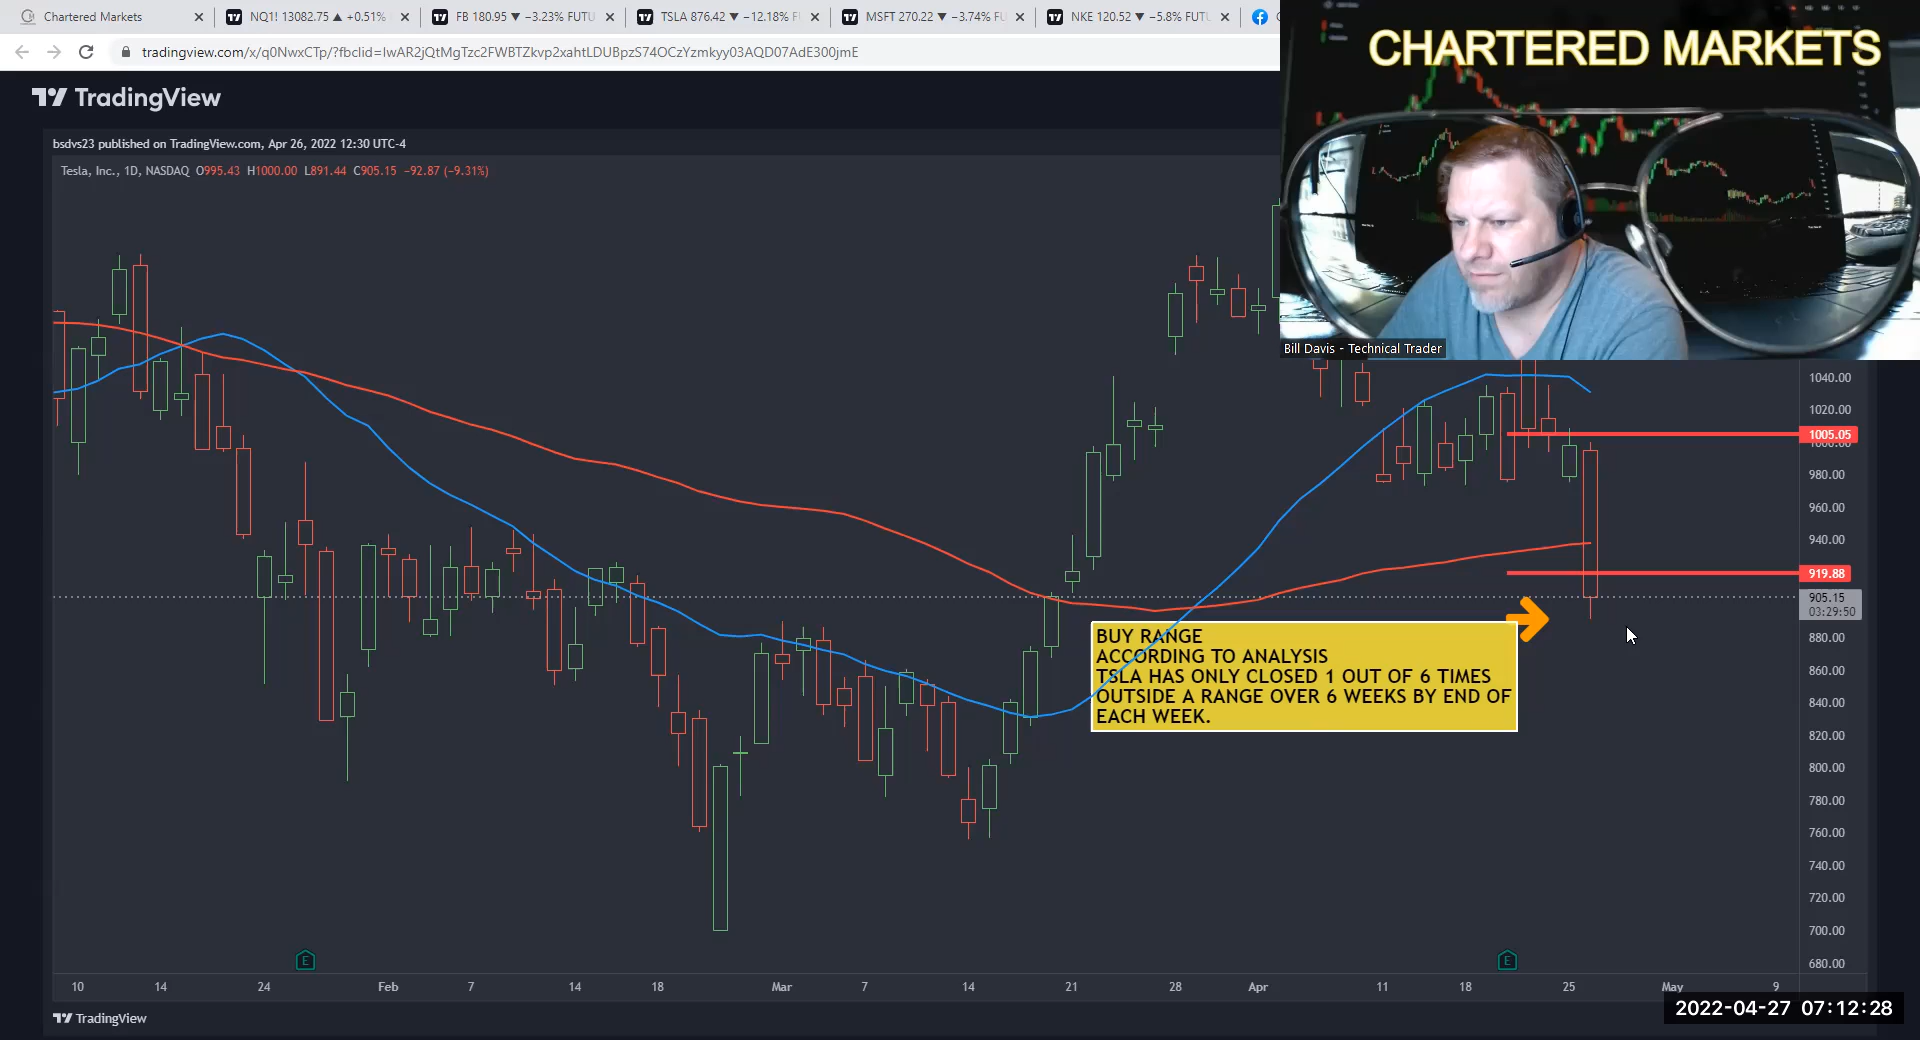 Chartered Markets
NQ1! 13082.75 ▲ +0.51%
FB 180.95 ▼ −3.23% FUTU
TSLA 876.42 ▼ −12.18% F
MSFT 270.22 ▼ −3.74% FU
NKE 120.52 ▼ −5.8% FUTU
tradingview.com/x/q0NwxCTp/?fbclid=IwAR2jQtMgTzc2FWBTZkvp2xahtLDUBpzS74OCzYzmkyy03AQD07AdE300jmE
CHARTERED MARKETS
TradingView
bsdvs23 published on TradingView.com, Apr 26, 2022 12:30 UTC-4
Tesla, Inc., 1D, NASDAQ O995.43 H1000.00 L891.44 C905.15 −92.87 (−9.31%)
Bill Davis - Technical Trader
1040.00
1020.00
1005.05
1000.00
980.00
960.00
940.00
919.88
905.15
03:29:50
880.00
860.00
840.00
820.00
800.00
780.00
760.00
740.00
720.00
700.00
680.00
BUY RANGE
ACCORDING TO ANALYSIS
TSLA HAS ONLY CLOSED 1 OUT OF 6 TIMES
OUTSIDE A RANGE OVER 6 WEEKS BY END OF
EACH WEEK.
E
E
10 14 24 Feb 7 14 18 Mar 7 14 21 28 Apr 11 18 25 May 9
2022-04-27 07:12:28
TradingView